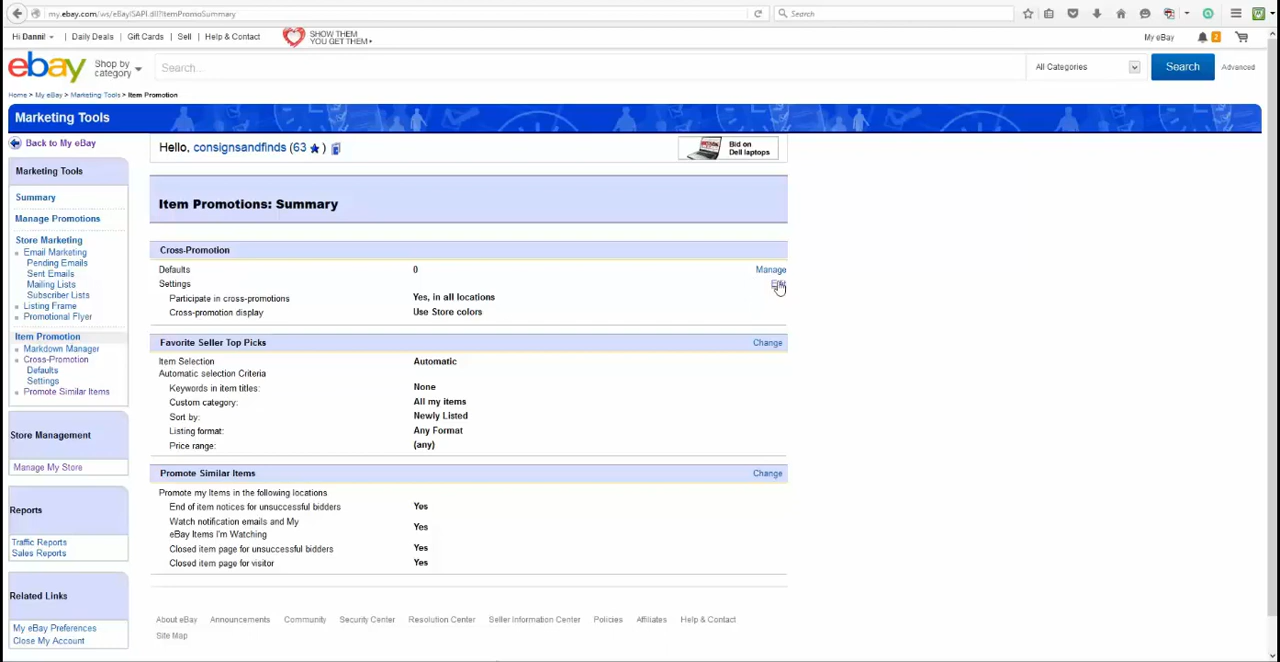 my.ebay.com/ws/eBayISAPI.dll?ItemPromoSummary
Search
Hi Danni! | Daily Deals | Gift Cards | Sell | Help & Contact
SHOW THEM
YOU GET THEM
My eBay
2
ebay
Shop by
category
Search...
All Categories
Search
Advanced
Home > My eBay > Marketing Tools > Item Promotion
Marketing Tools
Back to My eBay
Hello, consignsandfinds (63 )
Bid on
Dell laptops
Marketing Tools
Summary
Manage Promotions
Store Marketing
Email Marketing
Pending Emails
Sent Emails
Mailing Lists
Subscriber Lists
Listing Frame
Promotional Flyer
Item Promotion
Markdown Manager
Cross-Promotion
Defaults
Settings
Promote Similar Items
Store Management
Manage My Store
Reports
Traffic Reports
Sales Reports
Related Links
My eBay Preferences
Close My Account
Item Promotions: Summary
Cross-Promotion
Defaults 0 Manage
Settings
Participate in cross-promotions Yes, in all locations
Cross-promotion display Use Store colors
Favorite Seller Top Picks Change
Item Selection Automatic
Automatic selection Criteria
Keywords in item titles: None
Custom category: All my items
Sort by: Newly Listed
Listing format: Any Format
Price range: (any)
Promote Similar Items Change
Promote my Items in the following locations
End of item notices for unsuccessful bidders Yes
Watch notification emails and My
eBay Items I'm Watching Yes
Closed item page for unsuccessful bidders Yes
Closed item page for visitor Yes
About eBay Announcements Community Security Center Resolution Center Seller Information Center Policies Affiliates Help & Contact
Site Map